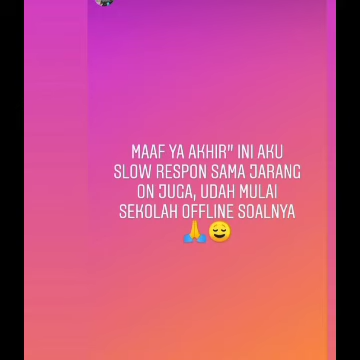 MAAF YA AKHIR" INI AKU
SLOW RESPON SAMA JARANG
ON JUGA, UDAH MULAI
SEKOLAH OFFLINE SOALNYA
🙏😌